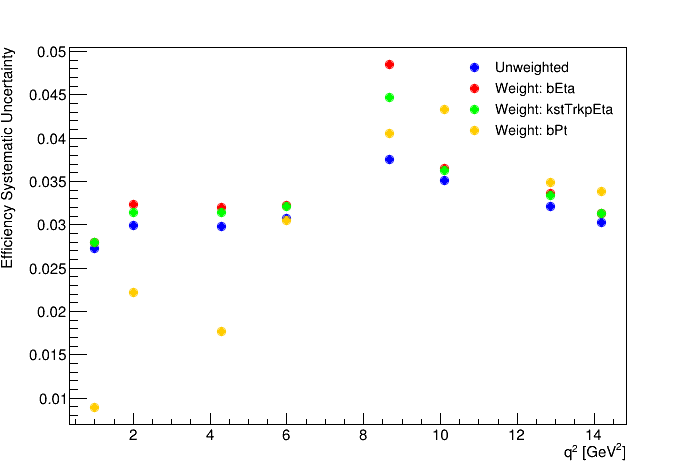 Efficiency Systematic Uncertainty
0.05
0.045
0.04
0.035
0.03
0.025
0.02
0.015
0.01
Unweighted
Weight: bEta
Weight: kstTrkpEta
Weight: bPt
2 4 6 8 10 12 14
q² [GeV²]